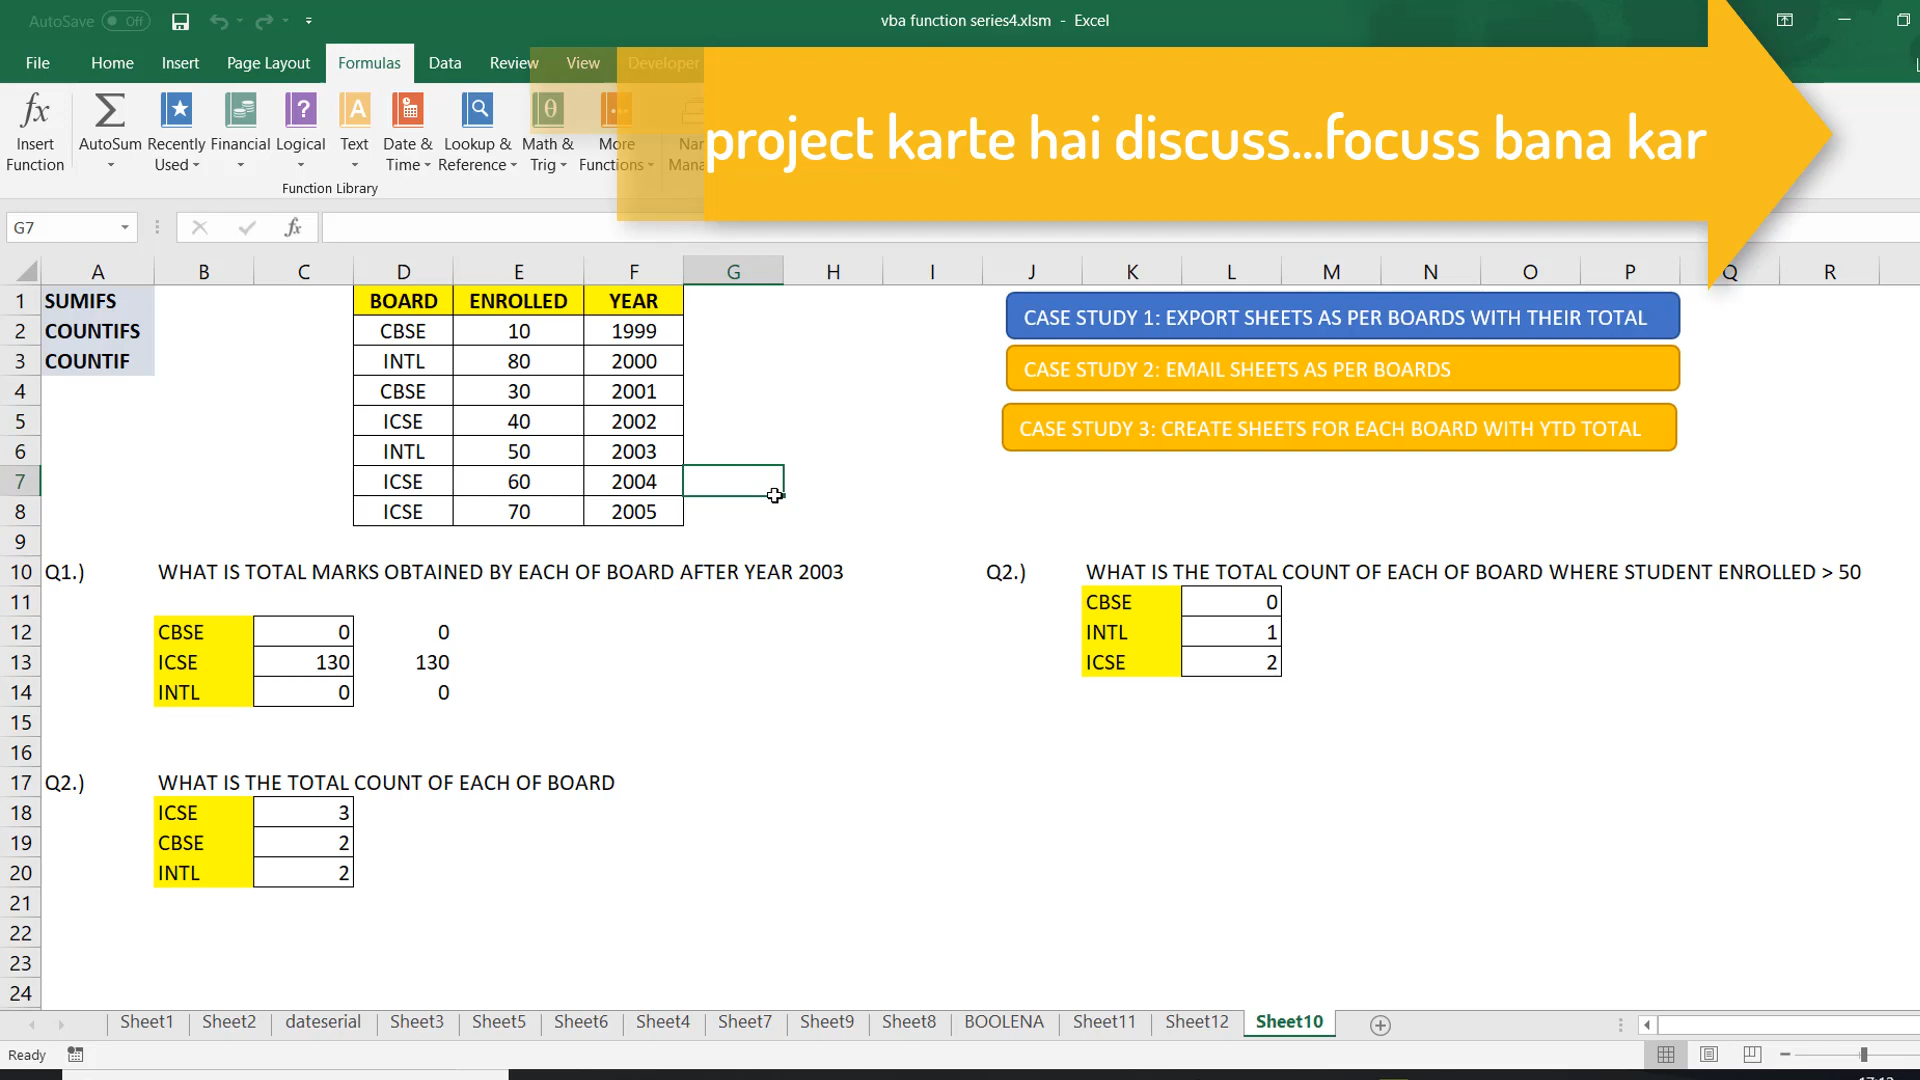 AutoSave Off
vba function series4.xlsm - Excel
File Home Insert Page Layout Formulas Data Review View Developer
project karte hai discuss...focuss bana kar
Insert Function
AutoSum
Recently Used
Financial
Logical
Text
Date & Time
Lookup & Reference
Math & Trig
More Functions
Function Library
G7
fx
A B C D E F G H I J K L M N O P Q R
1 SUMIFS BOARD ENROLLED YEAR
CASE STUDY 1: EXPORT SHEETS AS PER BOARDS WITH THEIR TOTAL
2 COUNTIFS CBSE 10 1999
3 COUNTIF INTL 80 2000
CASE STUDY 2: EMAIL SHEETS AS PER BOARDS
4 CBSE 30 2001
5 ICSE 40 2002
CASE STUDY 3: CREATE SHEETS FOR EACH BOARD WITH YTD TOTAL
6 INTL 50 2003
7 ICSE 60 2004
8 ICSE 70 2005
9
10 Q1.) WHAT IS TOTAL MARKS OBTAINED BY EACH OF BOARD AFTER YEAR 2003 Q2.) WHAT IS THE TOTAL COUNT OF EACH OF BOARD WHERE STUDENT ENROLLED > 50
11 CBSE 0
12 CBSE 0 0 INTL 1
13 ICSE 130 130 ICSE 2
14 INTL 0 0
15
16
17 Q2.) WHAT IS THE TOTAL COUNT OF EACH OF BOARD
18 ICSE 3
19 CBSE 2
20 INTL 2
21
22
23
24
Sheet1 Sheet2 dateserial Sheet3 Sheet5 Sheet6 Sheet4 Sheet7 Sheet9 Sheet8 BOOLENA Sheet11 Sheet12 Sheet10
Ready